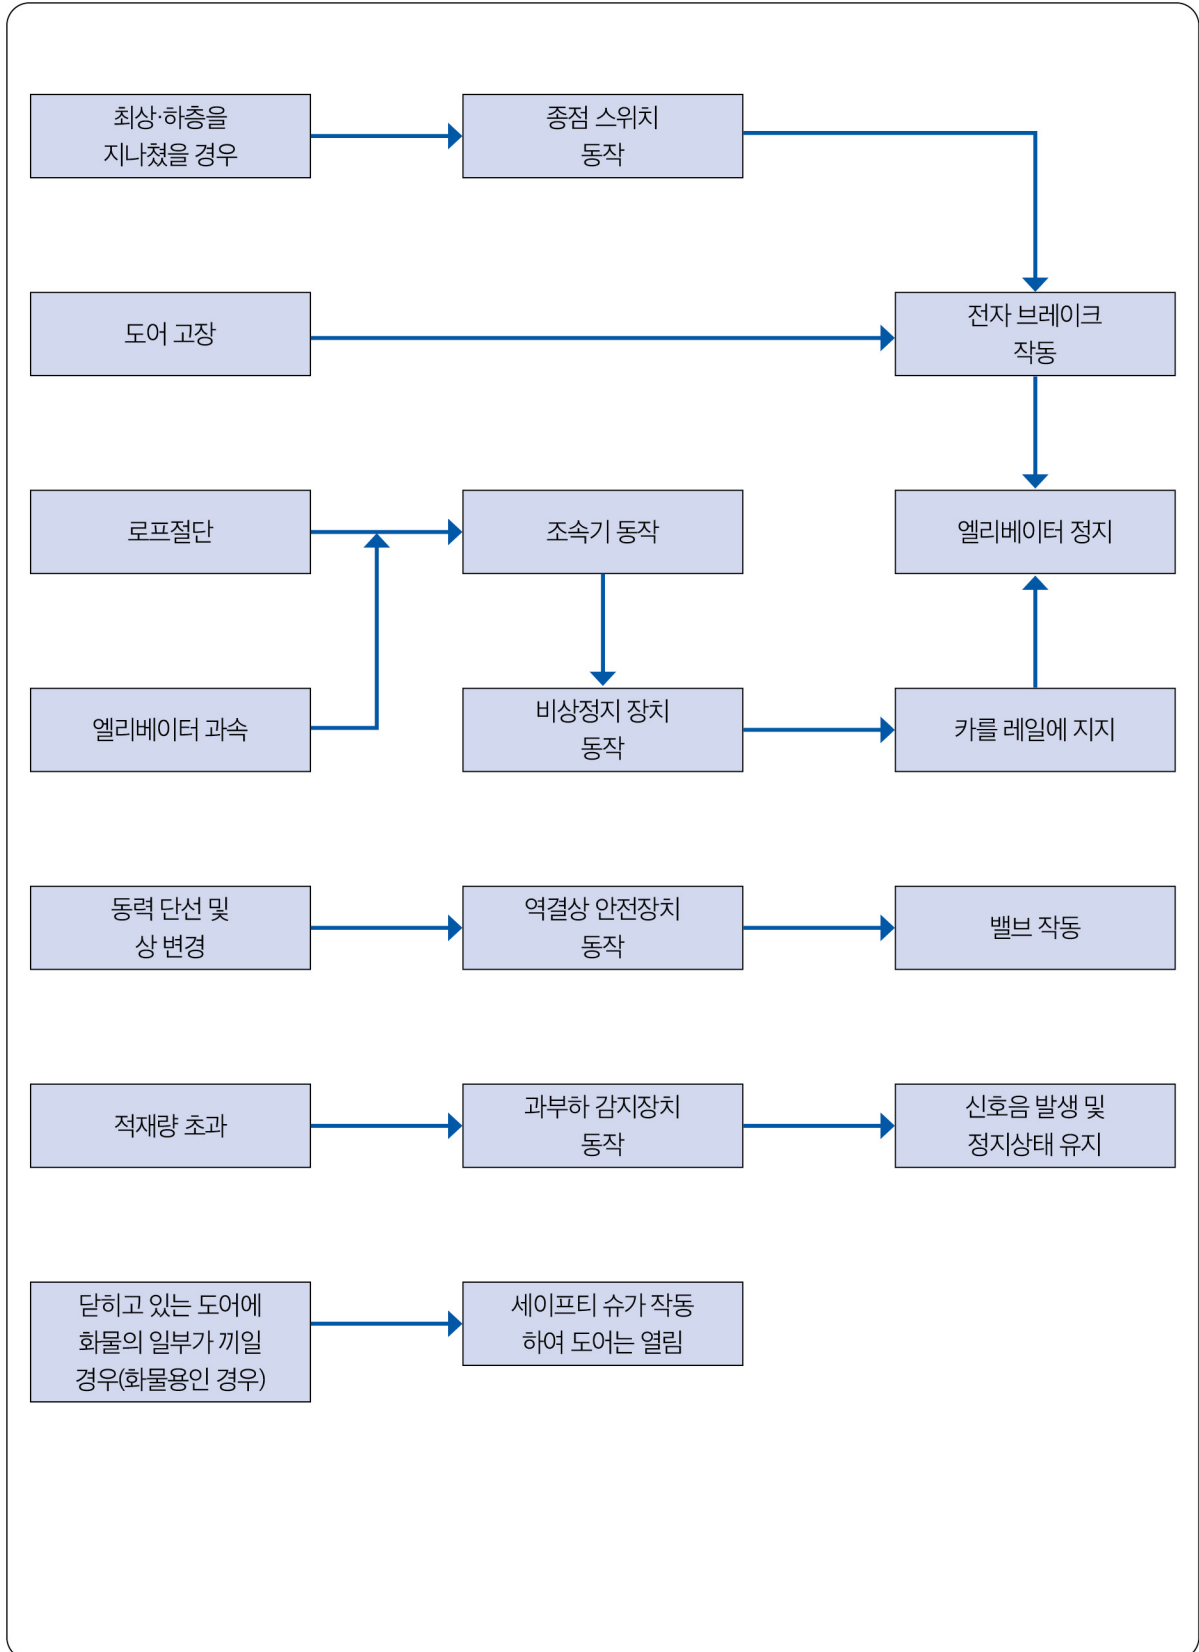 최상·하층을
지나쳤을 경우
종점 스위치
동작
도어 고장
전자 브레이크
작동
로프절단
조속기 동작
엘리베이터 정지
엘리베이터 과속
비상정지 장치
동작
카를 레일에 지지
동력 단선 및
상 변경
역결상 안전장치
동작
밸브 작동
적재량 초과
과부하 감지장치
동작
신호음 발생 및
정지상태 유지
닫히고 있는 도어에
화물의 일부가 끼일
경우(화물용인 경우)
세이프티 슈가 작동
하여 도어는 열림